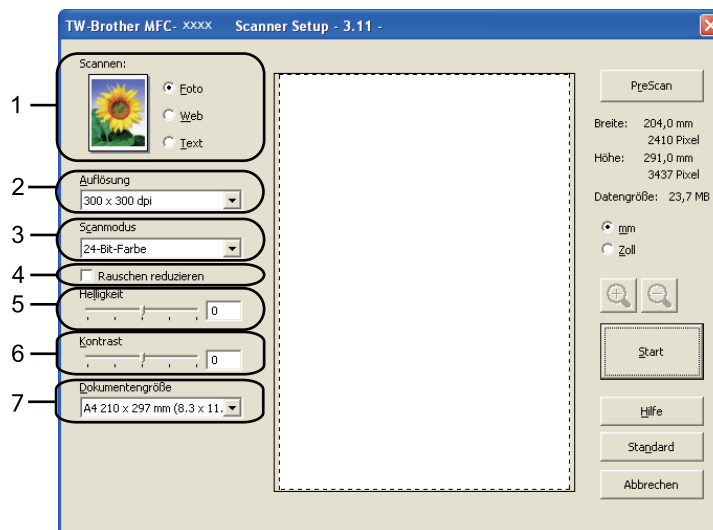 TW-Brother MFC- xxxx Scanner Setup - 3.11 -
1
Scannen:
Foto
Web
Text
2
Auflösung
300 x 300 dpi
3
Scanmodus
24-Bit-Farbe
4
Rauschen reduzieren
5
Helligkeit
0
6
Kontrast
0
7
Dokumentengröße
A4 210 x 297 mm (8.3 x 11.
PreScan
Breite: 204,0 mm
2410 Pixel
Höhe: 291,0 mm
3437 Pixel
Datengröße: 23,7 MB
mm
Zoll
Start
Hilfe
Standard
Abbrechen